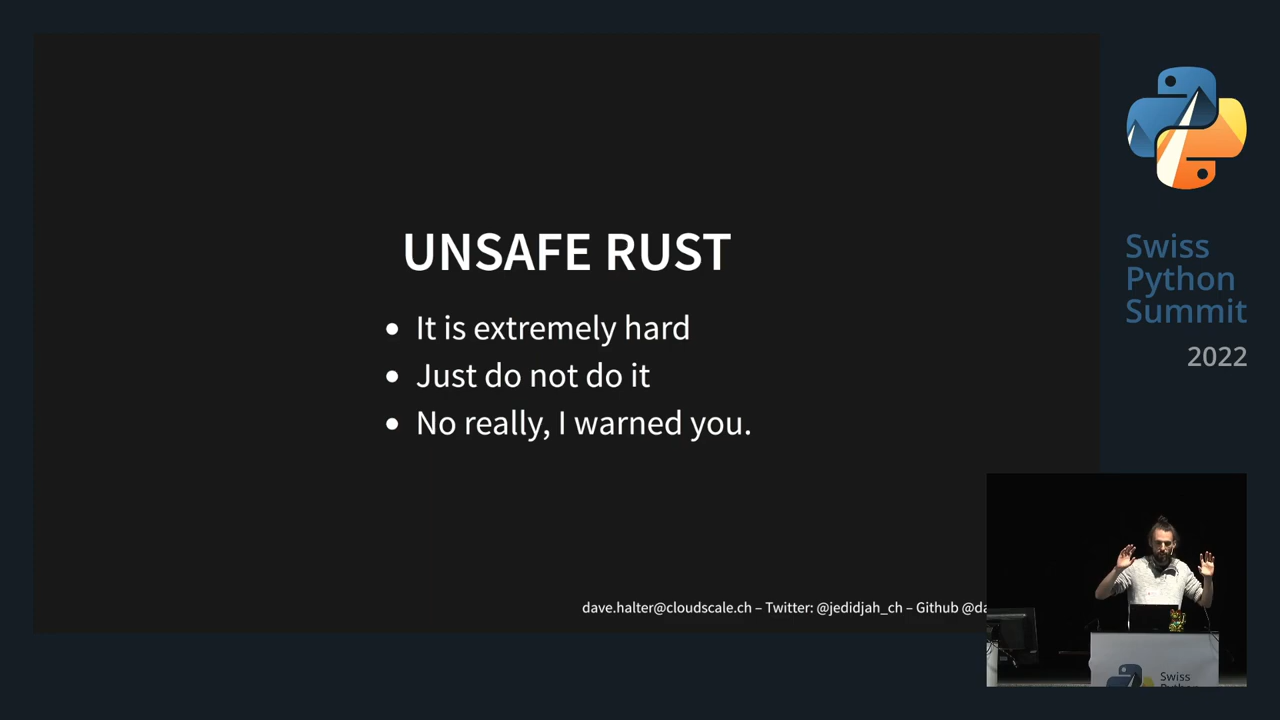 UNSAFE RUST
It is extremely hard
Just do not do it
No really, I warned you.
dave.halter@cloudscale.ch – Twitter: @jedidjah_ch – Github @da
Swiss
Python
Summit
2022
Swiss